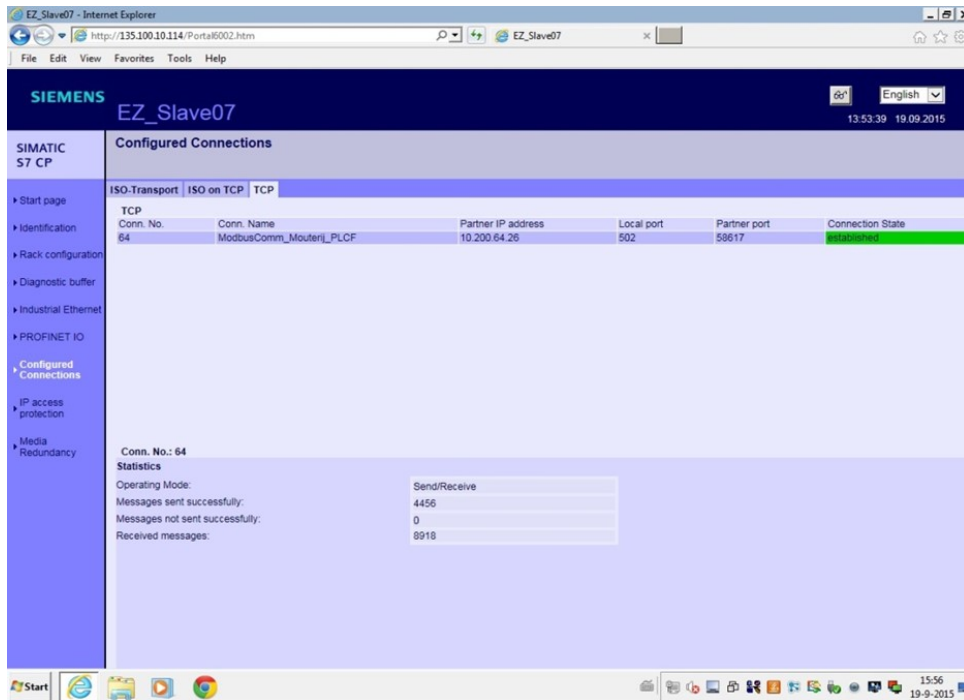 EZ_Slave07 - Internet Explorer
http://135.100.10.114/Portal6002.htm
EZ_Slave07
File Edit View Favorites Tools Help
SIEMENS
EZ_Slave07
English
13:53:39 19.09.2015
SIMATIC
S7 CP
Configured Connections
Start page
Identification
Rack configuration
Diagnostic buffer
Industrial Ethernet
PROFINET IO
Configured
Connections
IP access
protection
Media
Redundancy
ISO-Transport ISO on TCP TCP
TCP
Conn. No. Conn. Name Partner IP address Local port Partner port Connection State
64 ModbusComm_Mouterij_PLCF 10.200.64.26 502 58617 established
Conn. No.: 64
Statistics
Operating Mode: Send/Receive
Messages sent successfully: 4456
Messages not sent successfully: 0
Received messages: 8918
Start
15:56
19-9-2015